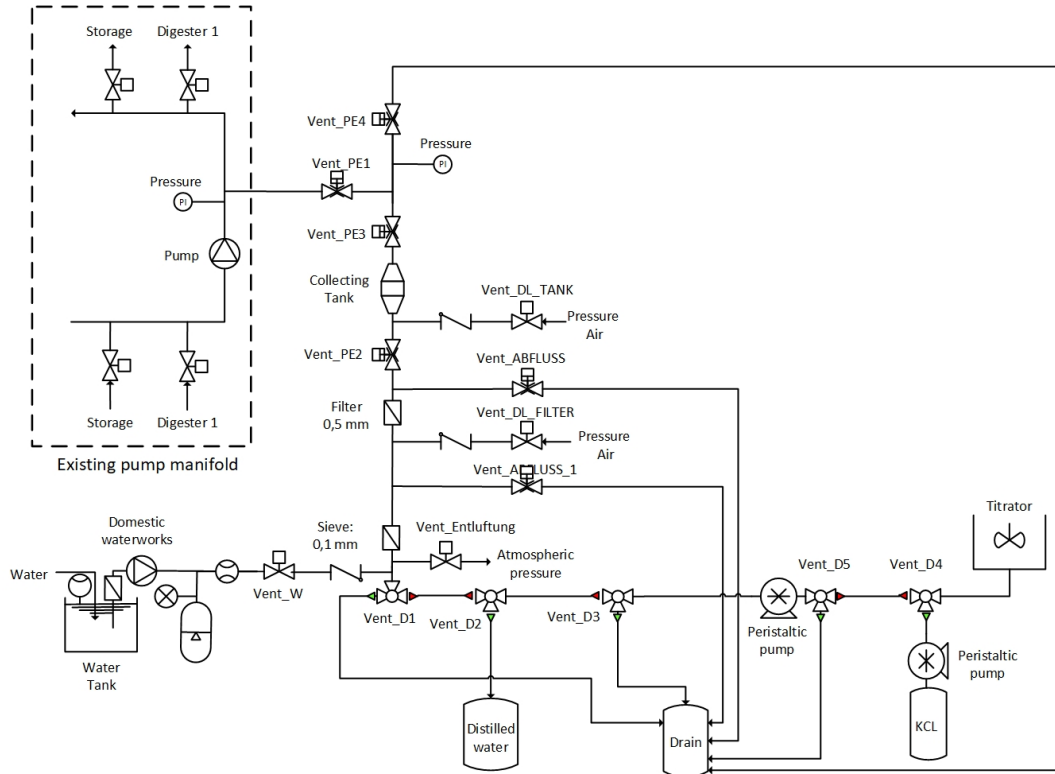 Storage
Digester 1
Vent_PE4
Pressure
PI
Vent_PE1
Pressure
PI
Vent_PE3
Pump
Collecting
Tank
Vent_DL_TANK
Pressure
Air
Vent_PE2
Vent_ABFLUSS
Filter
0,5 mm
Vent_DL_FILTER
Storage
Digester 1
Pressure
Air
Existing pump manifold
Vent_ABFLUSS_1
Domestic
waterworks
Sieve:
0,1 mm
Vent_Entluftung
Titrator
Atmospheric
pressure
Water
Vent_W
Vent_D5
Vent_D4
Vent_D1
Vent_D2
Vent_D3
Peristaltic
pump
Water
Tank
Peristaltic
pump
Distilled
water
Drain
KCL